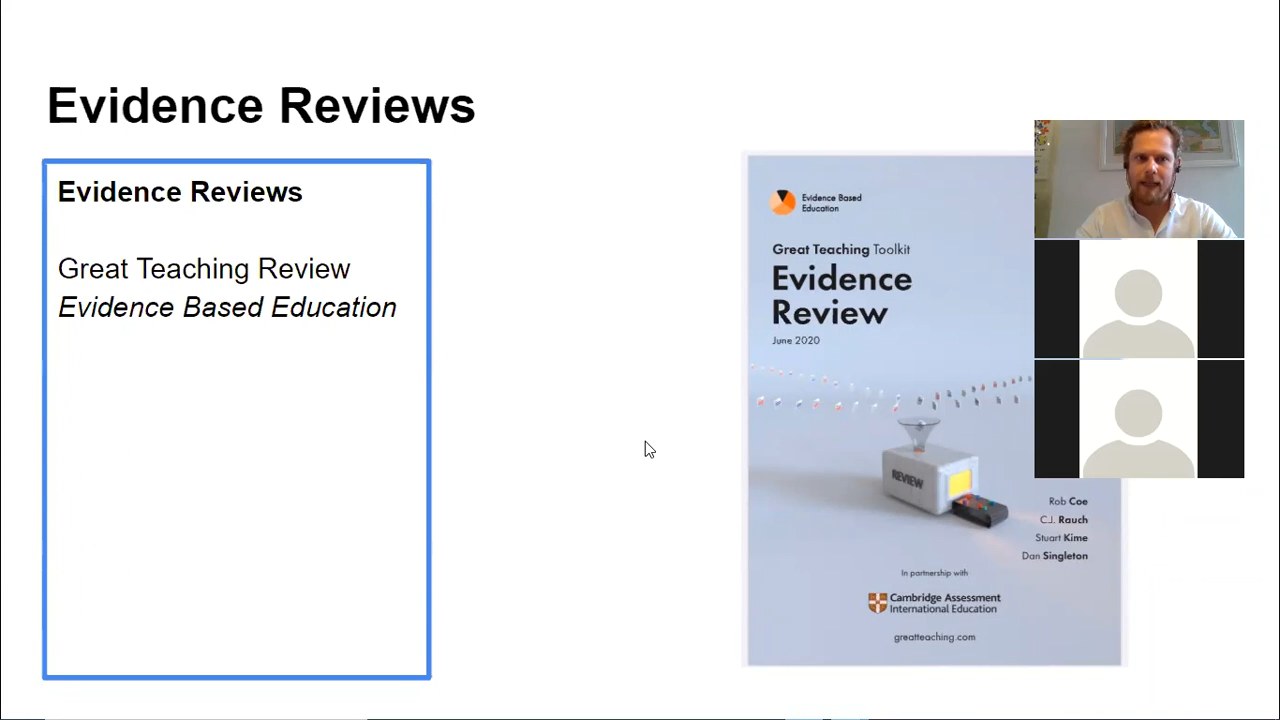 Evidence Reviews
Evidence Reviews
Great Teaching Review
Evidence Based Education
Evidence Based
Education
Great Teaching Toolkit
Evidence
Review
June 2020
REVIEW
Rob Coe
C.J. Rauch
Stuart Kime
Dan Singleton
In partnership with
Cambridge Assessment
International Education
greatteaching.com